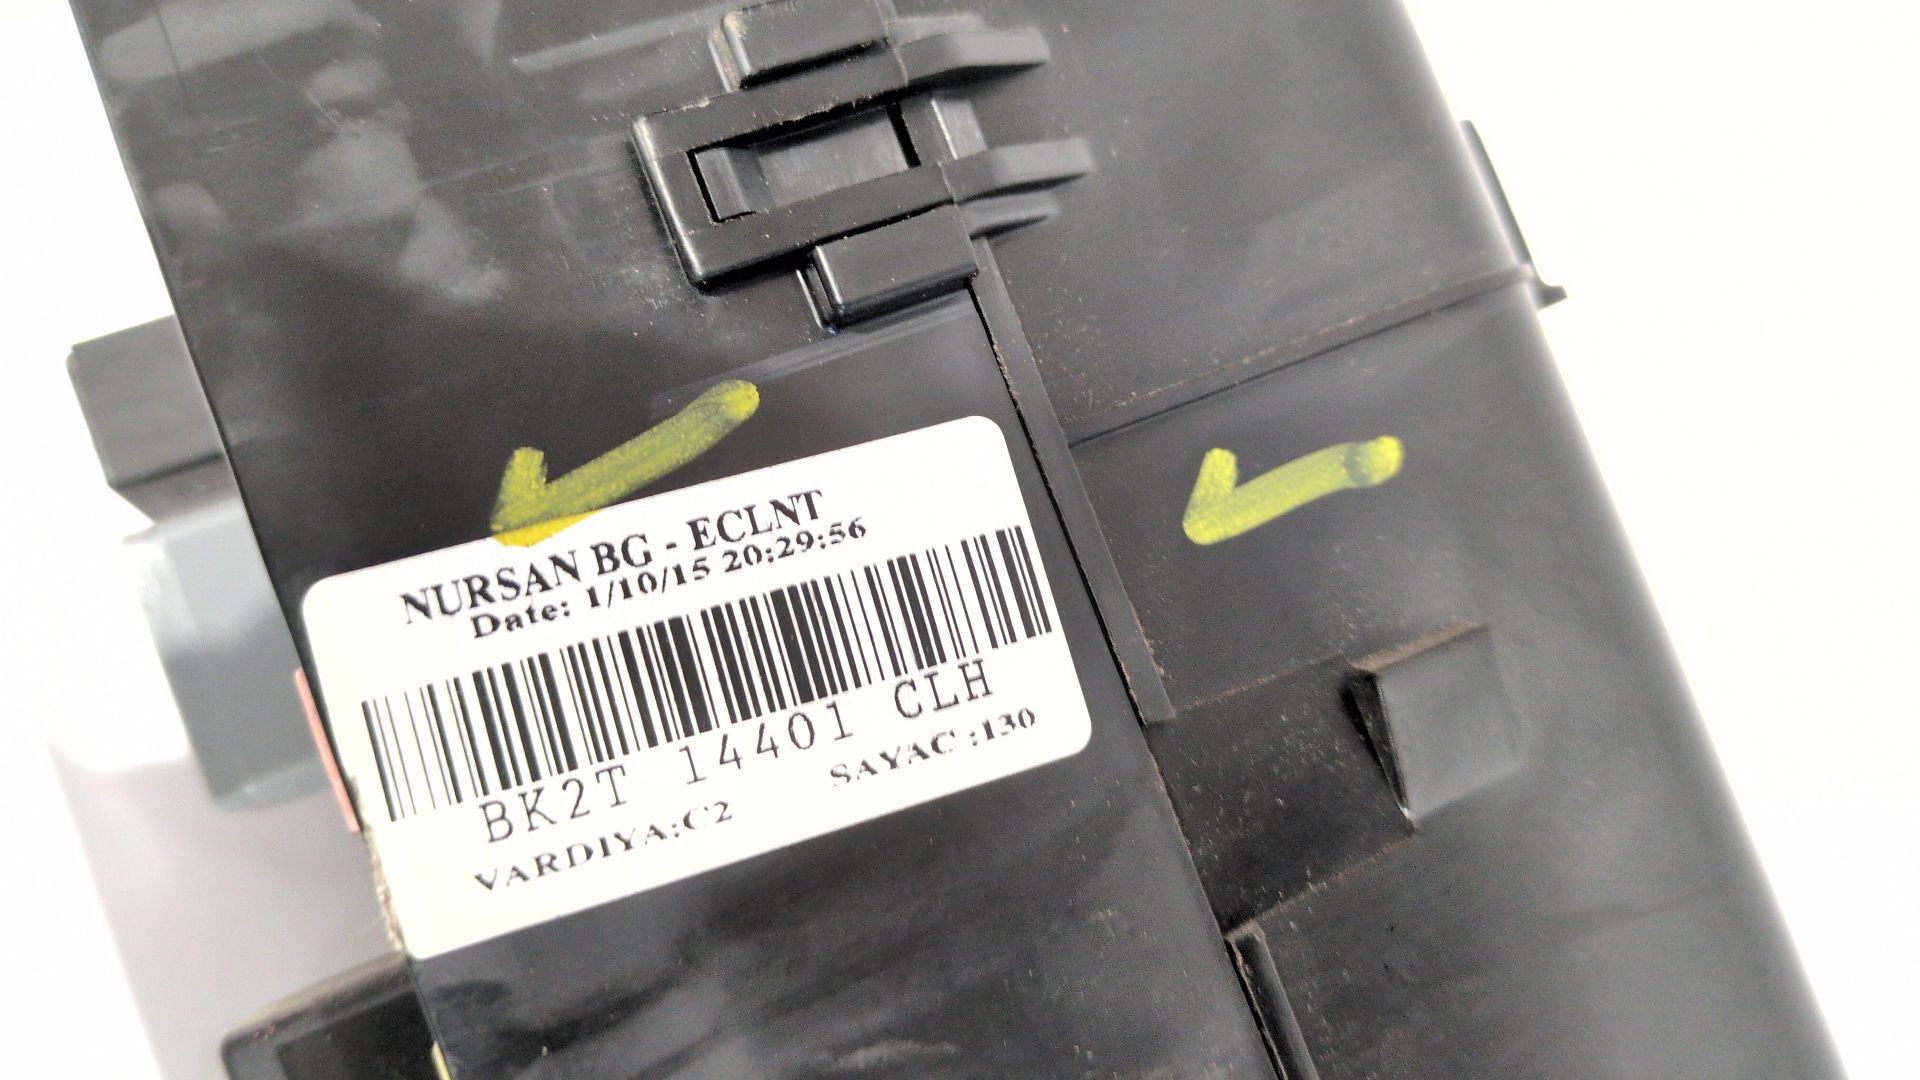 NURSAN BG - ECLNT
Date: 1/10/15 20:29:56
BK2T 14401 CLH
VARDIYA:C2 SAYAC :130